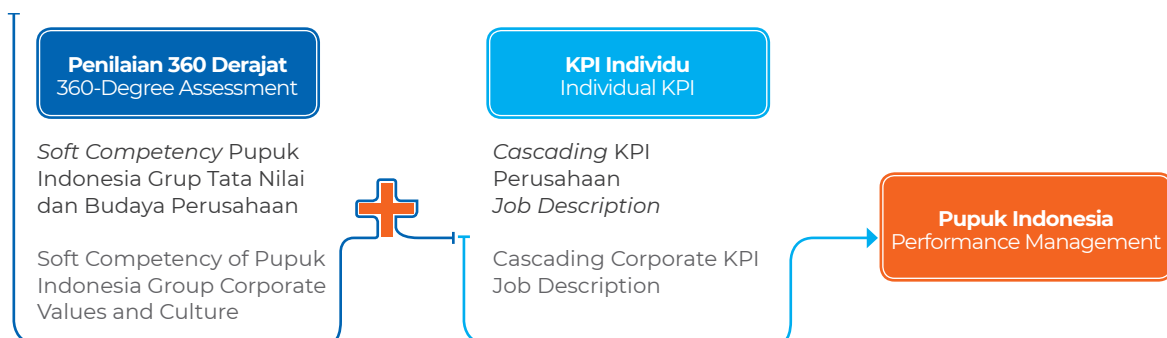 Penilaian 360 Derajat
360-Degree Assessment
Soft Competency Pupuk
Indonesia Grup Tata Nilai
dan Budaya Perusahaan
Soft Competency of Pupuk
Indonesia Group Corporate
Values and Culture
KPI Individu
Individual KPI
Cascading KPI
Perusahaan
Job Description
Cascading Corporate KPI
Job Description
Pupuk Indonesia
Performance Management